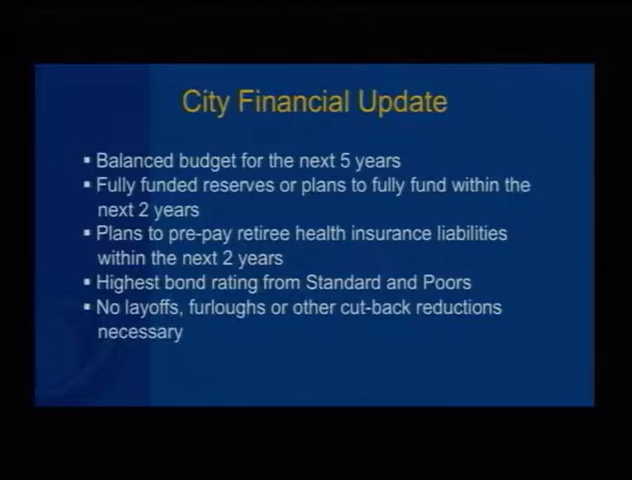 City Financial Update
▪ Balanced budget for the next 5 years
▪ Fully funded reserves or plans to fully fund within the
next 2 years
▪ Plans to pre-pay retiree health insurance liabilities
within the next 2 years
▪ Highest bond rating from Standard and Poors
▪ No layoffs, furloughs or other cut-back reductions
necessary